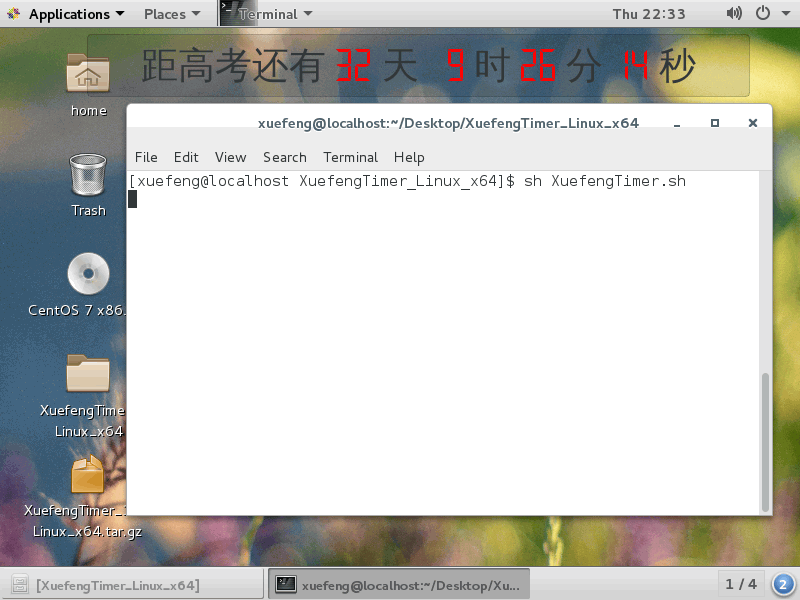 Applications Places Terminal Thu 22:33
距高考还有 32 天 9 时 26 分 14 秒
home
xuefeng@localhost:~/Desktop/XuefengTimer_Linux_x64
File Edit View Search Terminal Help
[xuefeng@localhost XuefengTimer_Linux_x64]$ sh XuefengTimer.sh
Trash
CentOS 7 x86.
XuefengTime
Linux_x64
XuefengTimer_
Linux_x64.tar.gz
[XuefengTimer_Linux_x64] xuefeng@localhost:~/Desktop/Xu... 1 / 4 2